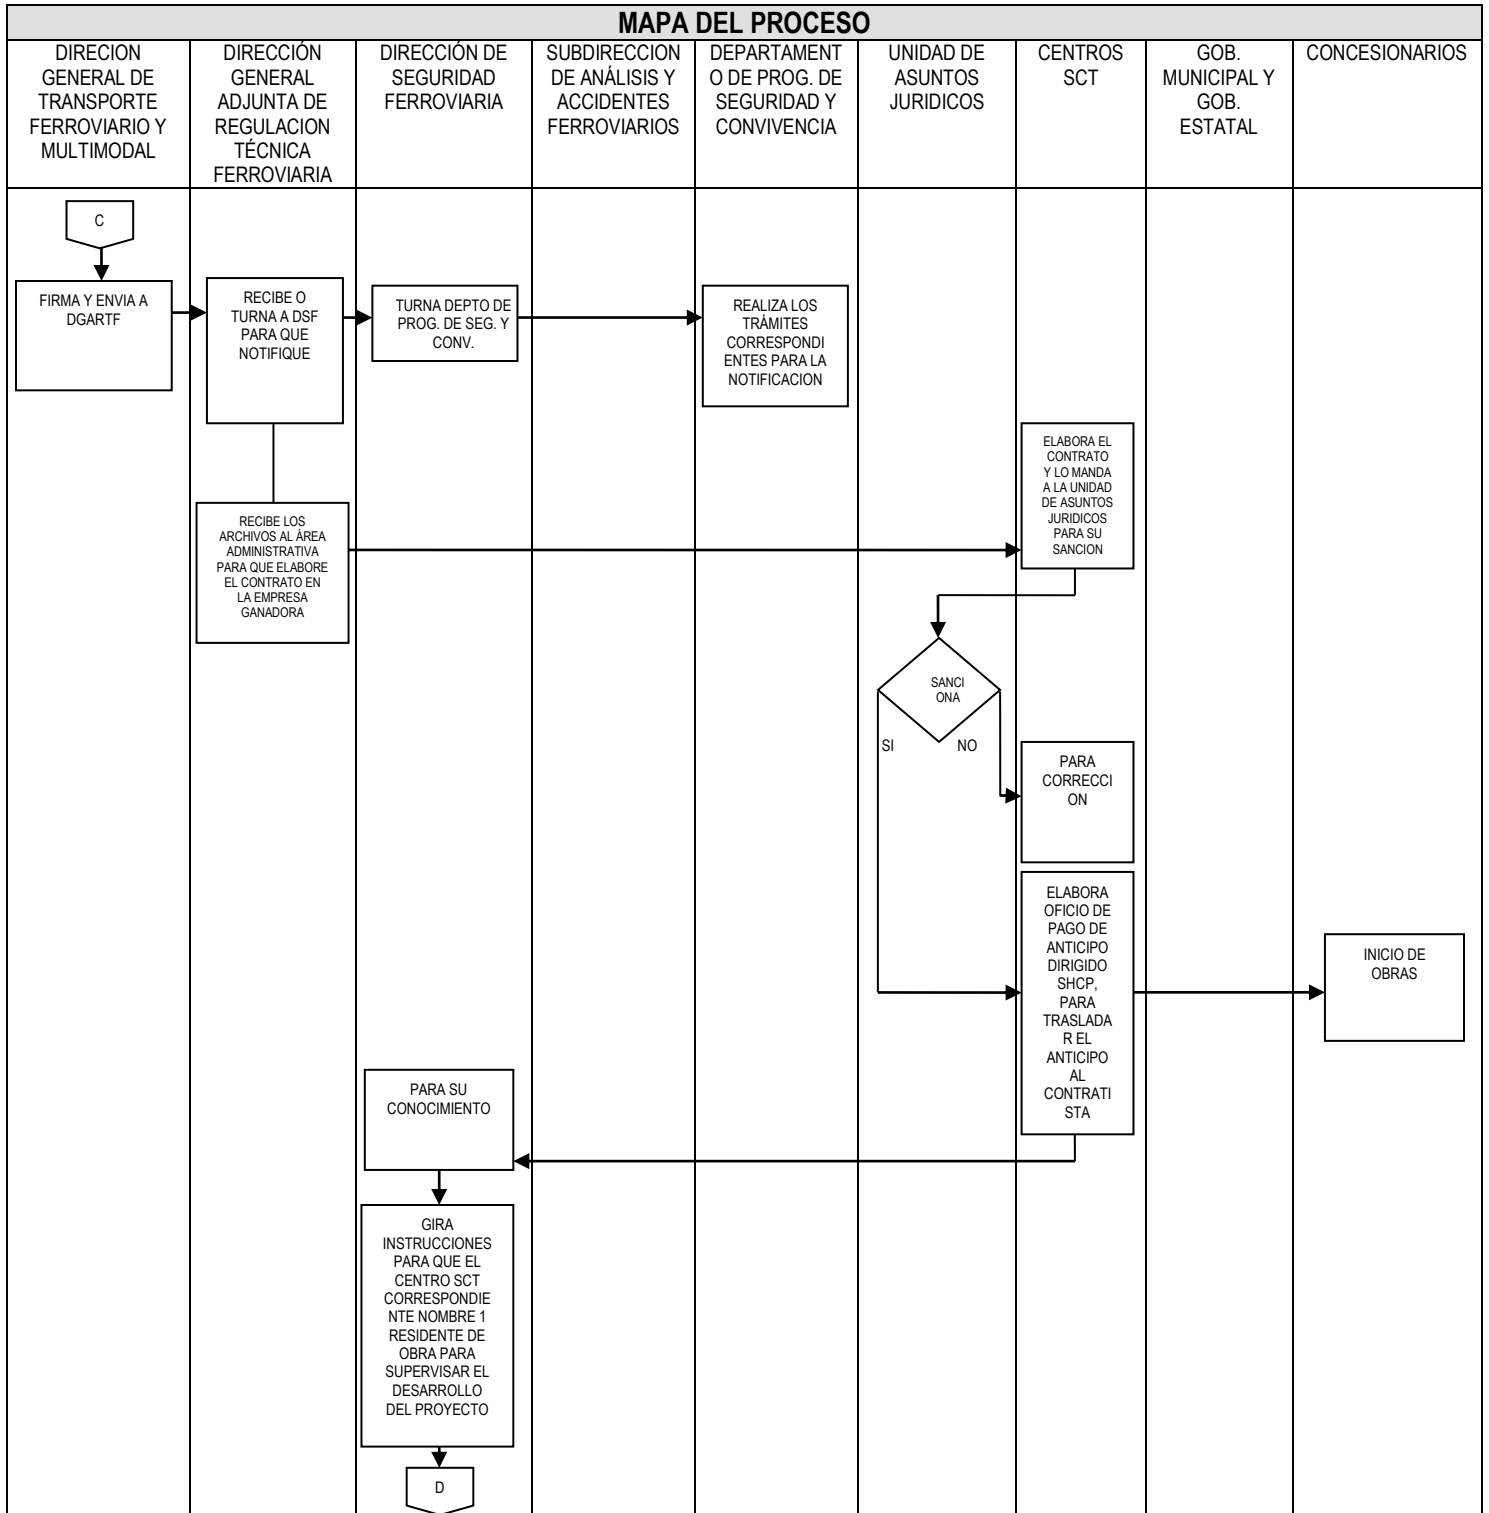 MAPA DEL PROCESO
DIRECION
GENERAL DE
TRANSPORTE
FERROVIARIO Y
MULTIMODAL
DIRECCIÓN
GENERAL
ADJUNTA DE
REGULACION
TÉCNICA
FERROVIARIA
DIRECCIÓN DE
SEGURIDAD
FERROVIARIA
SUBDIRECCION
DE ANÁLISIS Y
ACCIDENTES
FERROVIARIOS
DEPARTAMENT
O DE PROG. DE
SEGURIDAD Y
CONVIVENCIA
UNIDAD DE
ASUNTOS
JURIDICOS
CENTROS
SCT
GOB.
MUNICIPAL Y
GOB.
ESTATAL
CONCESIONARIOS
C
FIRMA Y ENVIA A
DGARTF
RECIBE O
TURNA A DSF
PARA QUE
NOTIFIQUE
TURNA DEPTO DE
PROG. DE SEG. Y
CONV.
REALIZA LOS
TRÁMITES
CORRESPONDI
ENTES PARA LA
NOTIFICACION
RECIBE LOS
ARCHIVOS AL ÁREA
ADMINISTRATIVA
PARA QUE ELABORE
EL CONTRATO EN
LA EMPRESA
GANADORA
ELABORA EL
CONTRATO
Y LO MANDA
A LA UNIDAD
DE ASUNTOS
JURIDICOS
PARA SU
SANCION
SANCI
ONA
SI
NO
PARA
CORRECCI
ON
ELABORA
OFICIO DE
PAGO DE
ANTICIPO
DIRIGIDO
SHCP,
PARA
TRASLADA
R EL
ANTICIPO
AL
CONTRATI
STA
INICIO DE
OBRAS
PARA SU
CONOCIMIENTO
GIRA
INSTRUCCIONES
PARA QUE EL
CENTRO SCT
CORRESPONDIE
NTE NOMBRE 1
RESIDENTE DE
OBRA PARA
SUPERVISAR EL
DESARROLLO
DEL PROYECTO
D